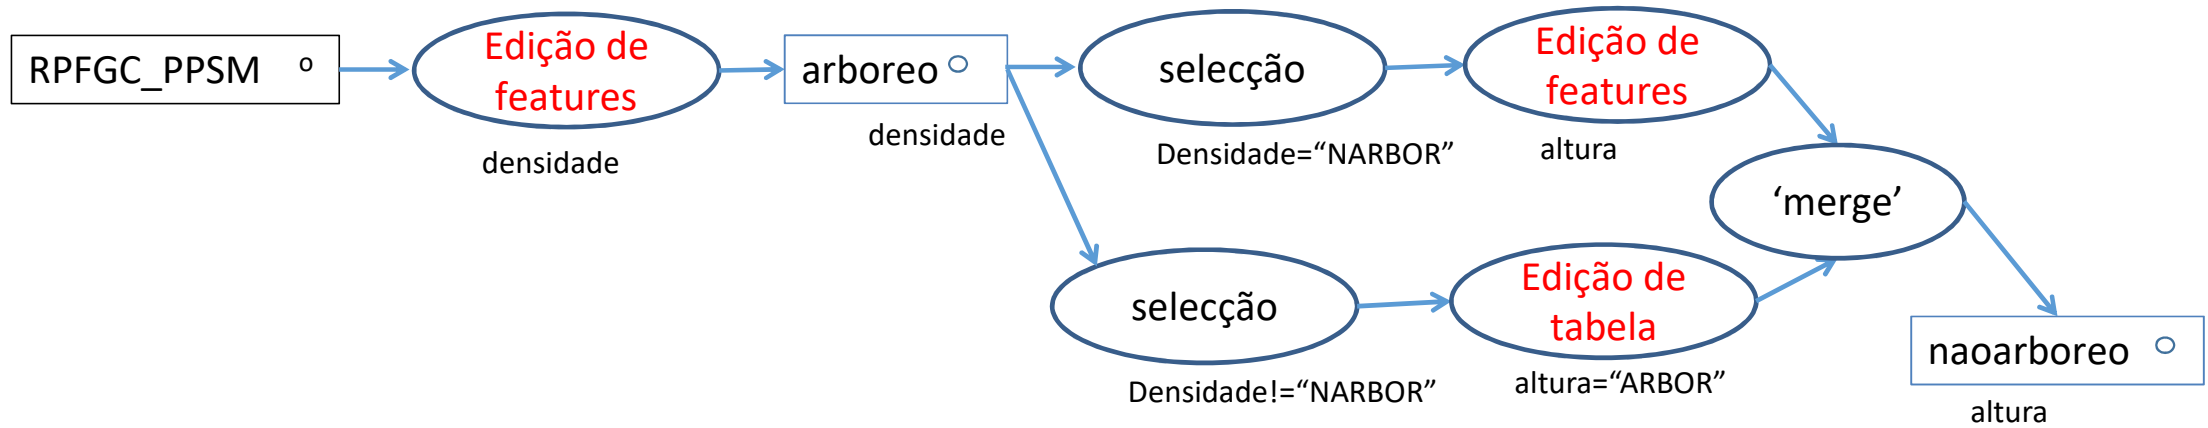 RPFGC_PPSM
Edição de
features
densidade
arboreo
densidade
selecção
Densidade="NARBOR"
Edição de
features
altura
selecção
Densidade!="NARBOR"
Edição de
tabela
altura="ARBOR"
‘merge’
naoarboreo
altura